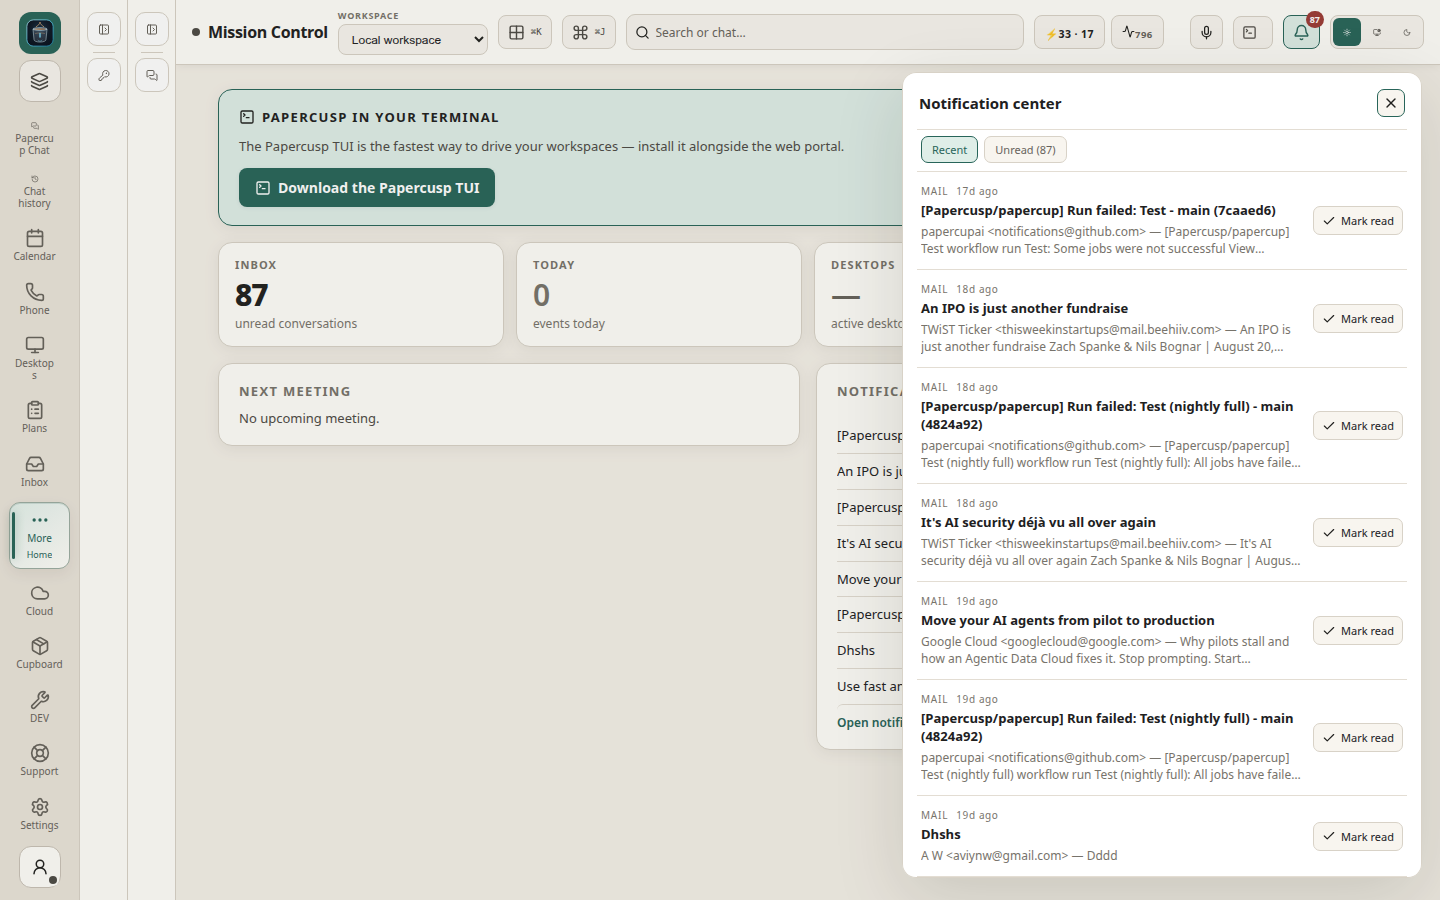 Mission Control
WORKSPACE
Local workspace
⌘K
⌘J
Search or chat...
⚡33 · 17
796
87
Papercu
p Chat
Chat
history
Calendar
Phone
Desktop
s
Plans
Inbox
More
Home
Cloud
Cupboard
DEV
Support
Settings
PAPERCUSP IN YOUR TERMINAL
The Papercusp TUI is the fastest way to drive your workspaces — install it alongside the web portal.
Download the Papercusp TUI
INBOX
87
unread conversations
TODAY
0
events today
DESKTOPS
—
active deskto
NEXT MEETING
No upcoming meeting.
NOTIFICA
[Papercusp
An IPO is ju
[Papercusp
It's AI secu
Move your
[Papercusp
Dhshs
Use fast an
Open notifi
Notification center
Recent
Unread (87)
MAIL 17d ago
[Papercusp/papercup] Run failed: Test - main (7caaed6)
papercupai <notifications@github.com> — [Papercusp/papercup]
Test workflow run Test: Some jobs were not successful View...
Mark read
MAIL 18d ago
An IPO is just another fundraise
TWiST Ticker <thisweekinstartups@mail.beehiiv.com> — An IPO is
just another fundraise Zach Spanke & Nils Bognar | August 20,...
Mark read
MAIL 18d ago
[Papercusp/papercup] Run failed: Test (nightly full) - main
(4824a92)
papercupai <notifications@github.com> — [Papercusp/papercup]
Test (nightly full) workflow run Test (nightly full): All jobs have faile...
Mark read
MAIL 18d ago
It's AI security déjà vu all over again
TWiST Ticker <thisweekinstartups@mail.beehiiv.com> — It's AI
security déjà vu all over again Zach Spanke & Nils Bognar | Augus...
Mark read
MAIL 19d ago
Move your AI agents from pilot to production
Google Cloud <googlecloud@google.com> — Why pilots stall and
how an Agentic Data Cloud fixes it. Stop prompting. Start...
Mark read
MAIL 19d ago
[Papercusp/papercup] Run failed: Test (nightly full) - main
(4824a92)
papercupai <notifications@github.com> — [Papercusp/papercup]
Test (nightly full) workflow run Test (nightly full): All jobs have faile...
Mark read
MAIL 19d ago
Dhshs
A W <aviynw@gmail.com> — Dddd
Mark read